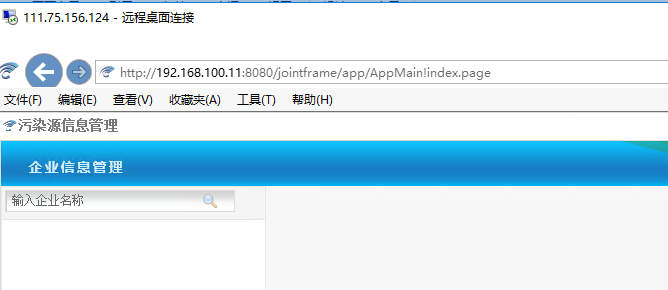 111.75.156.124 - 远程桌面连接
http://192.168.100.11:8080/jointframe/app/AppMain!index.page
文件(F) 编辑(E) 查看(V) 收藏夹(A) 工具(T) 帮助(H)
污染源信息管理
企业信息管理
输入企业名称